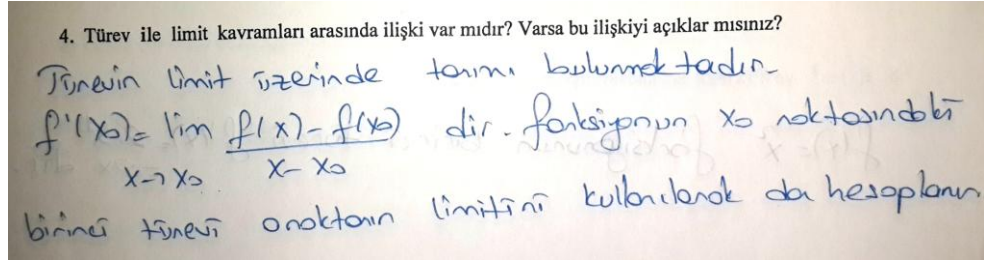 4. Türev ile limit kavramları arasında ilişki var mıdır? Varsa bu ilişkiyi açıklar mısınız?
Türevin limit üzerinde tanımı bulunmaktadır.
f'(x₀) = lim f(x) - f(x₀) dir. fonksiyonun x₀ noktasındaki
x→x₀ x - x₀
birinci türevi o noktanın limitini kullanılarak da hesaplanır.